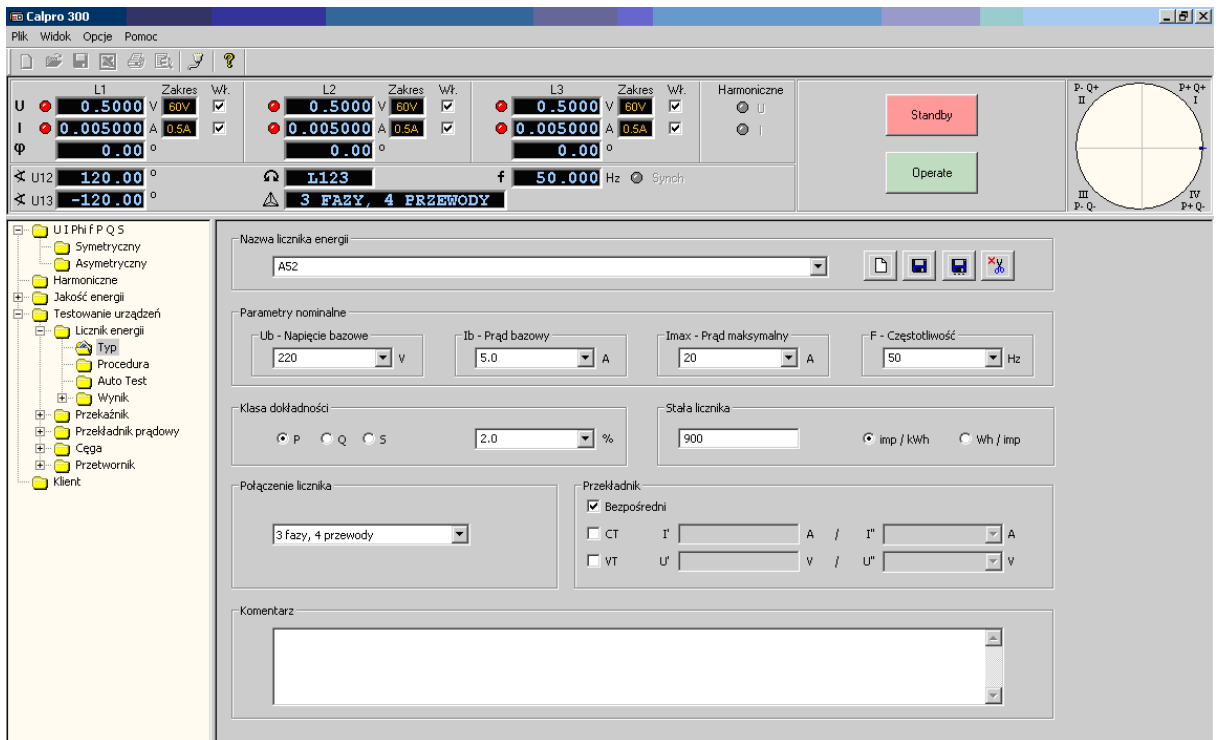 Calpro 300
Plik Widok Opcje Pomoc
L1 Zakres Wł. L2 Zakres Wł. L3 Zakres Wł. Harmoniczne
U 0.5000 V 60V 0.5000 V 60V 0.5000 V 60V U
I 0.005000 A 0.5A 0.005000 A 0.5A 0.005000 A 0.5A I
φ 0.00 ° 0.00 ° 0.00 °
U12 120.00 ° L123 f 50.000 Hz Synch
U13 -120.00 ° 3 FAZY, 4 PRZEWODY
Standby
Operate
P- Q+ P+ Q+
II I
III IV
P- Q- P+ Q-
U I Phi f P Q S
Symetryczny
Asymetryczny
Harmoniczne
Jakość energii
Testowanie urządzeń
Licznik energii
Typ
Procedura
Auto Test
Wynik
Przekaźnik
Przekładnik prądowy
Cęga
Przetwornik
Klient
Nazwa licznika energii
A52
Parametry nominalne
Ub - Napięcie bazowe Ib - Prąd bazowy Imax - Prąd maksymalny F - Częstotliwość
220 V 5.0 A 20 A 50 Hz
Klasa dokładności Stała licznika
P Q S 2.0 % 900 imp / kWh Wh / imp
Połączenie licznika
3 fazy, 4 przewody
Przekładnik
Bezpośredni
CT I' A / I" A
VT U' V / U" V
Komentarz